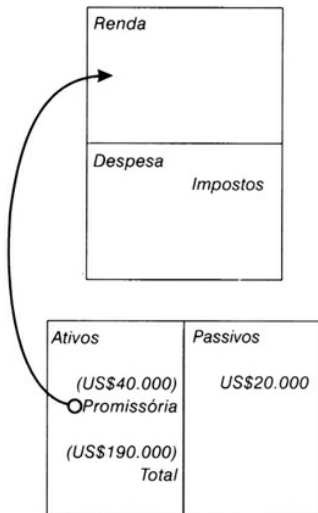 Renda
Despesa
Impostos
Ativos
(US$40.000)
Promissória
(US$190.000)
Total
Passivos
US$20.000